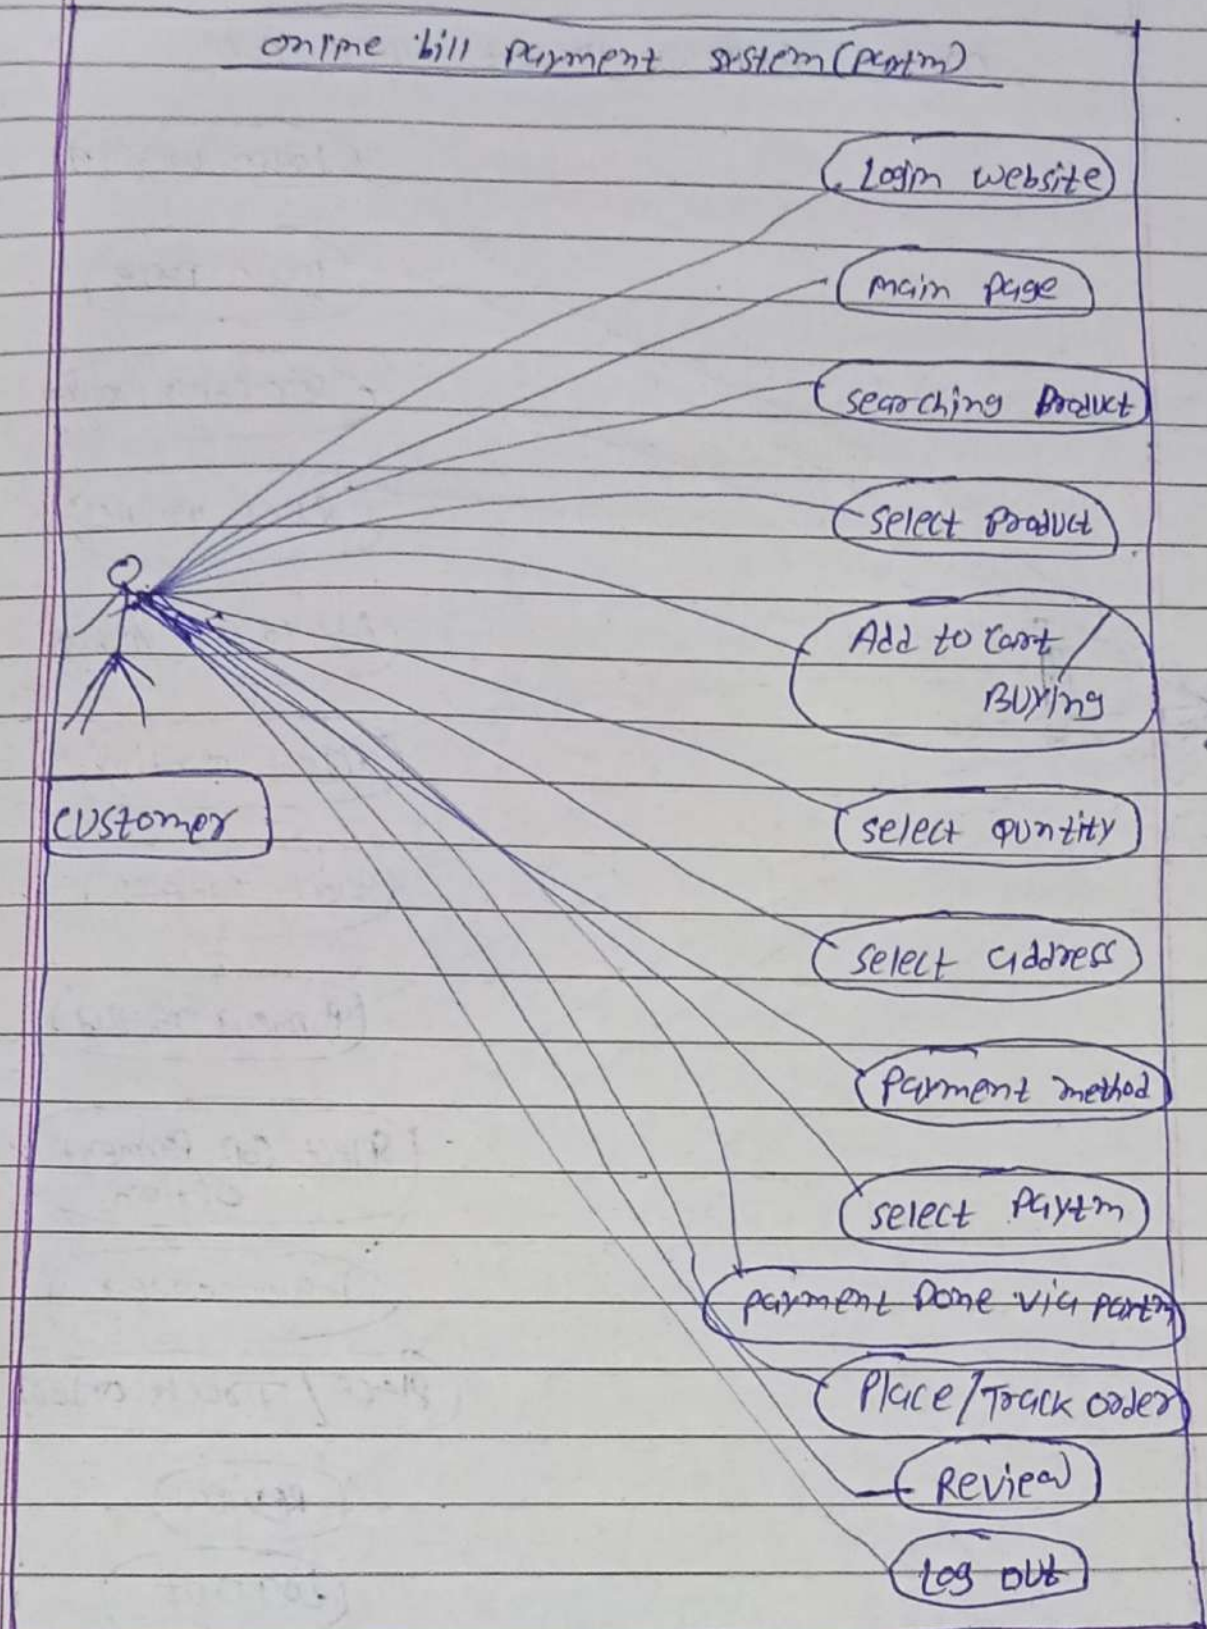 online bill payment system (paytm)
Login website
main page
searching product
select product
Add to cart /
BUYing
customer
select quntity
select address
payment method
select Paytm
payment Done via paytm
Place/Track order
Review
Log out